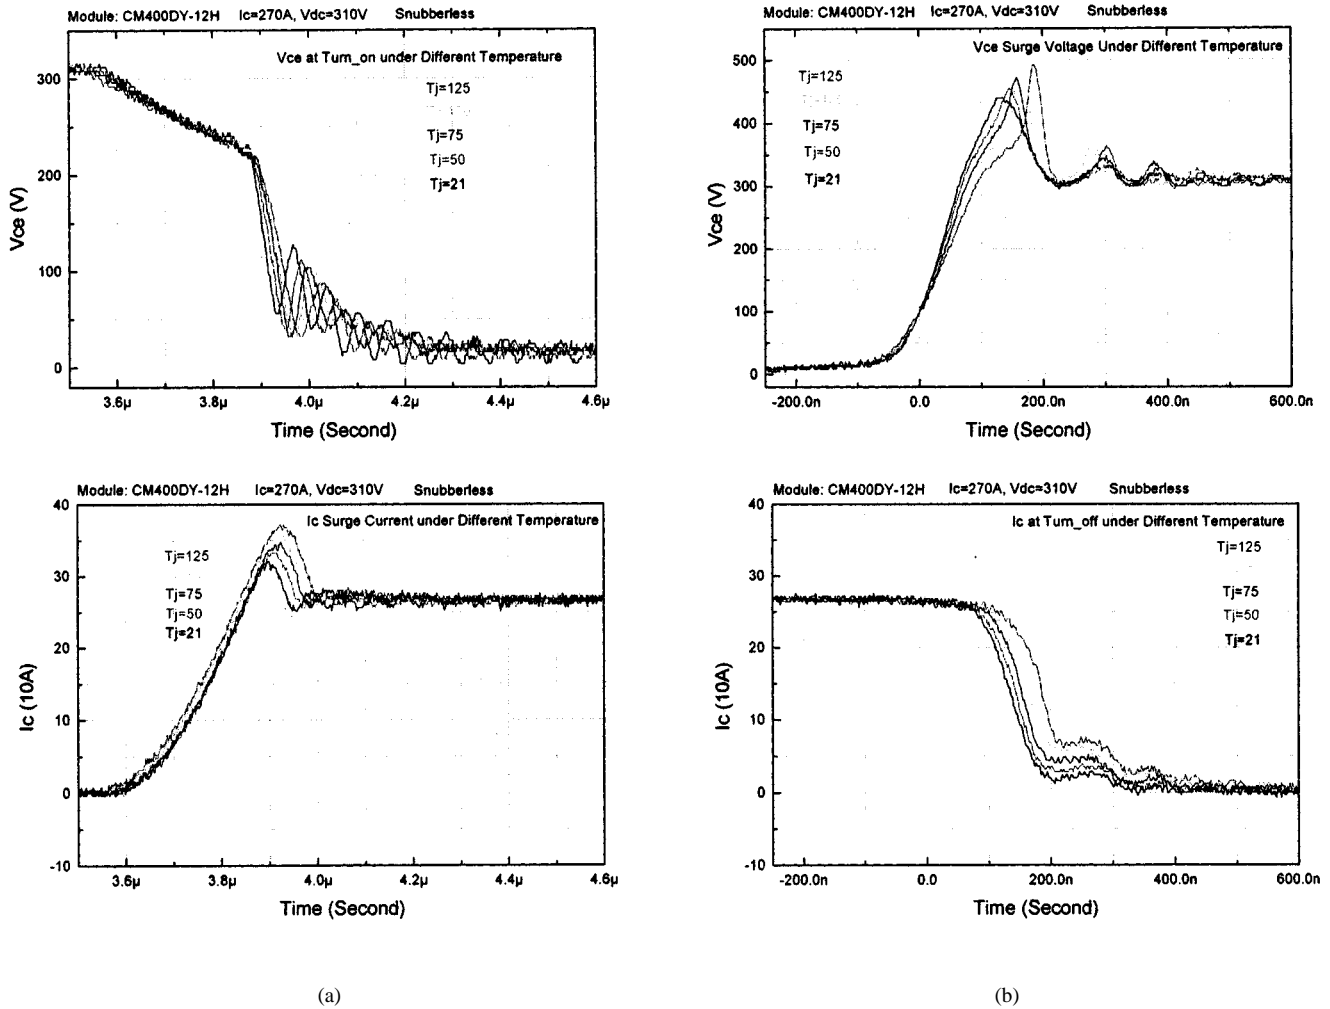 Module: CM400DY-12H Ic=270A, Vdc=310V Snubberless
Vce at Turn_on under Different Temperature
Tj=125
Tj=75
Tj=50
Tj=21
300
200
100
0
Vce (V)
3.6µ 3.8µ 4.0µ 4.2µ 4.4µ 4.6µ
Time (Second)
Module: CM400DY-12H Ic=270A, Vdc=310V Snubberless
Vce Surge Voltage Under Different Temperature
Tj=125
Tj=75
Tj=50
Tj=21
500
400
300
200
100
0
Vce (V)
-200.0n 0.0 200.0n 400.0n 600.0n
Time (Second)
Module: CM400DY-12H Ic=270A, Vdc=310V Snubberless
Ic Surge Current under Different Temperature
Tj=125
Tj=75
Tj=50
Tj=21
40
30
20
10
0
-10
Ic (10A)
3.6µ 3.8µ 4.0µ 4.2µ 4.4µ 4.6µ
Time (Second)
Module: CM400DY-12H Ic=270A, Vdc=310V Snubberless
Ic at Turn_off under Different Temperature
Tj=125
Tj=75
Tj=50
Tj=21
40
30
20
10
0
-10
Ic (10A)
-200.0n 0.0 200.0n 400.0n 600.0n
Time (Second)
(a)
(b)